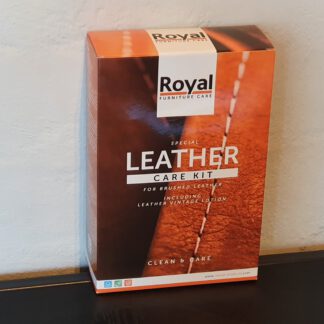 Royal
FURNITURE CARE
SPECIAL
LEATHER
CARE KIT
FOR BRUSHED LEATHER
INCLUDING
LEATHER VINTAGE LOTION
CLEAN & CARE